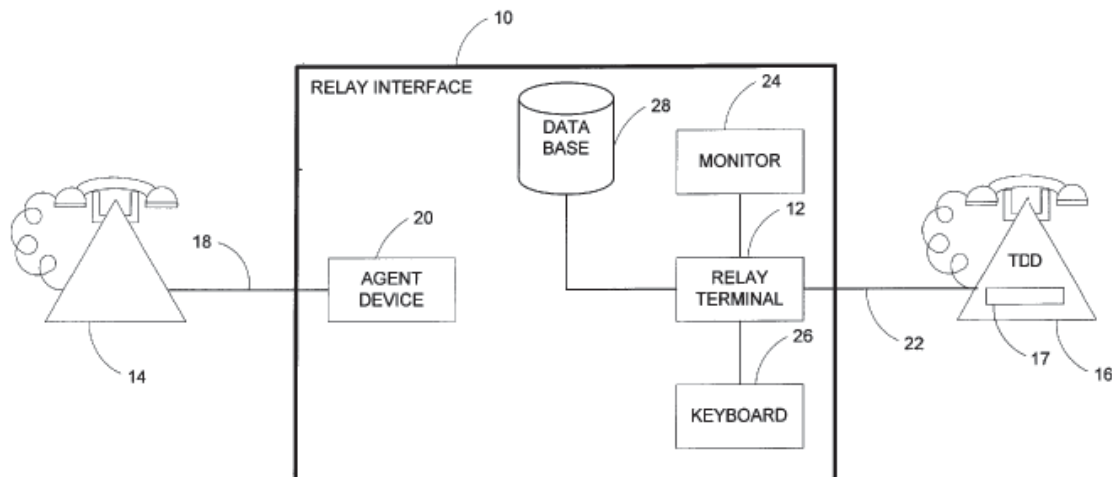 10
RELAY INTERFACE
24
28
DATA
BASE
MONITOR
20
12
18
AGENT
DEVICE
RELAY
TERMINAL
TDD
26
22
17
16
14
KEYBOARD